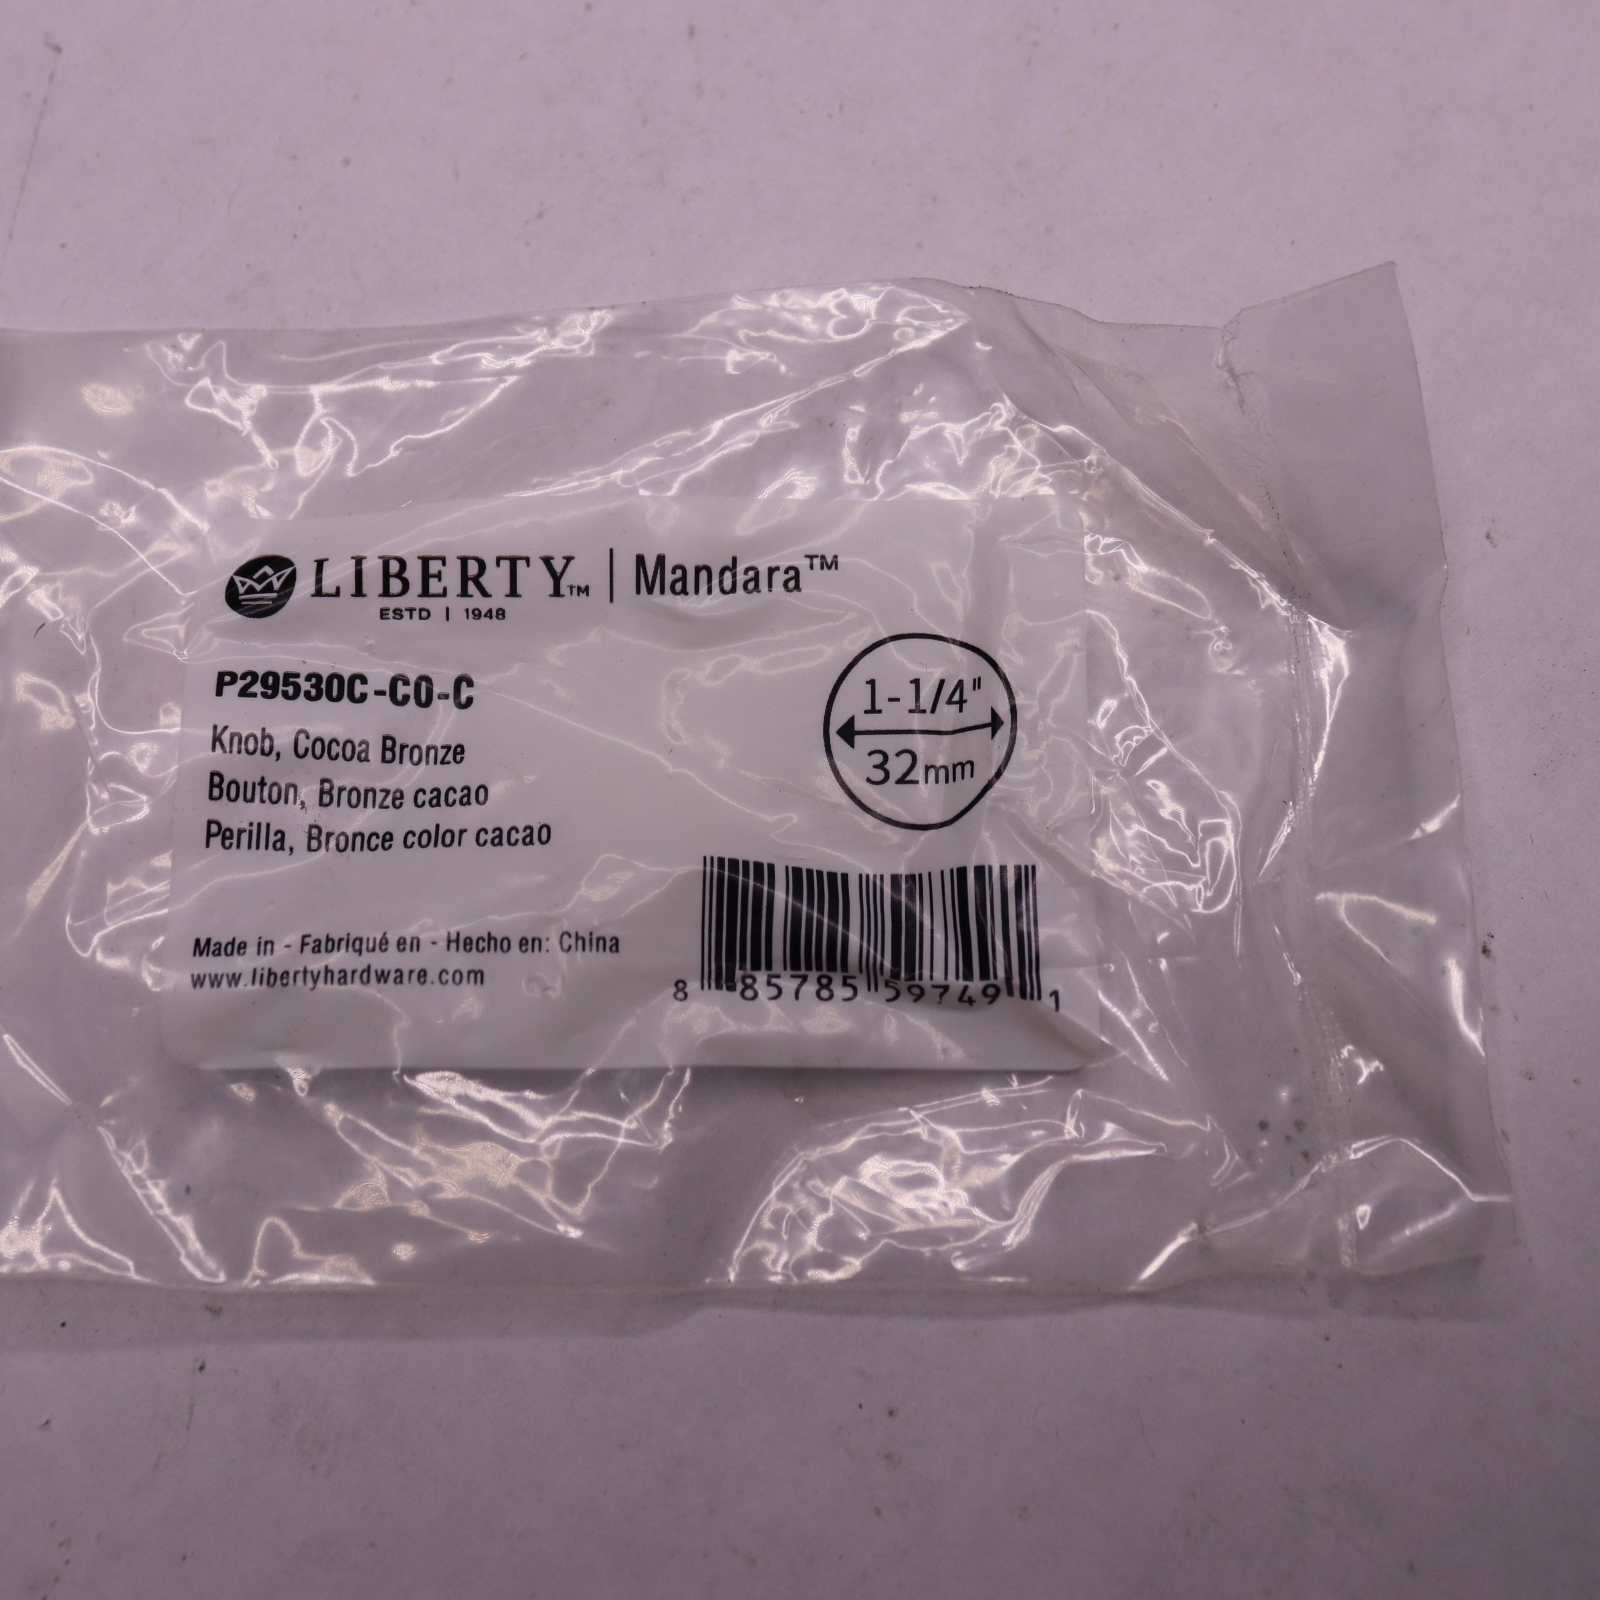 LIBERTY™ | Mandara™
ESTD | 1948
P29530C-CO-C
Knob, Cocoa Bronze
Bouton, Bronze cacao
Perilla, Bronce color cacao
1-1/4"
32mm
Made in - Fabriqué en - Hecho en: China
www.libertyhardware.com
8 85785 59749 1